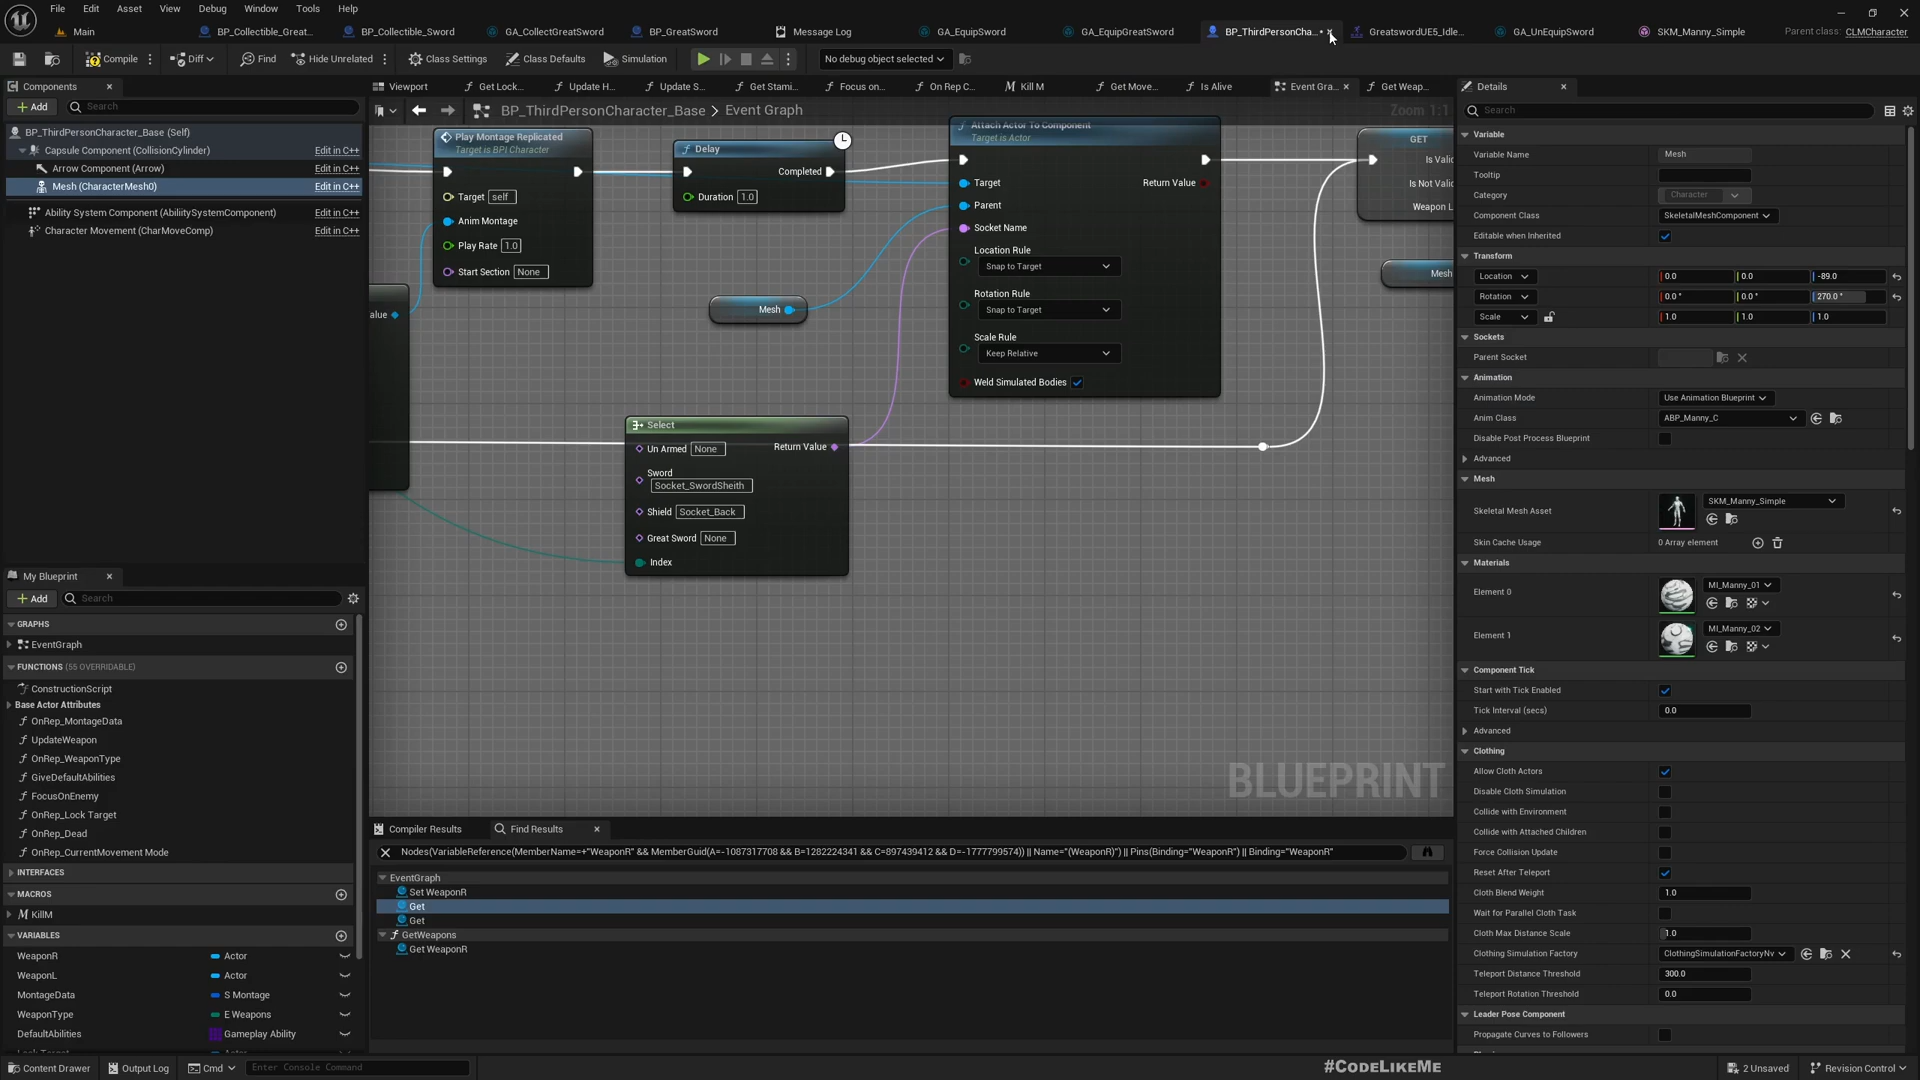 File Edit Asset View Debug Window Tools Help
Main BP_Collectible_Great... BP_Collectible_Sword GA_CollectGreatSword BP_GreatSword Message Log GA_EquipSword GA_EquipGreatSword BP_ThirdPersonCha... GreatswordUE5_Idle... GA_UnEquipSword SKM_Manny_Simple Parent class: CLMCharacter
Compile Diff Find Hide Unrelated Class Settings Class Defaults Simulation No debug object selected
Components
Add Search
BP_ThirdPersonCharacter_Base (Self)
Capsule Component (CollisionCylinder) Edit in C++
Arrow Component (Arrow) Edit in C++
Mesh (CharacterMesh0) Edit in C++
Ability System Component (AbiliitySystemComponent) Edit in C++
Character Movement (CharMoveComp) Edit in C++
My Blueprint
Add Search
GRAPHS
EventGraph
FUNCTIONS (55 OVERRIDABLE)
ConstructionScript
Base Actor Attributes
OnRep_MontageData
UpdateWeapon
OnRep_WeaponType
GiveDefaultAbilities
FocusOnEnemy
OnRep_Lock Target
OnRep_Dead
OnRep_CurrentMovement Mode
INTERFACES
MACROS
KillM
VARIABLES
WeaponR Actor
WeaponL Actor
MontageData S Montage
WeaponType E Weapons
DefaultAbilities Gameplay Ability
Viewport Get Lock... Update H... Update S... Get Stami... Focus on... On Rep C... Kill M Get Move... Is Alive Event Gra... Get Weap...
BP_ThirdPersonCharacter_Base > Event Graph Zoom 1:1
Play Montage Replicated
Target is BPI Character
Target self
Anim Montage
Play Rate 1.0
Start Section None
Delay
Completed
Duration 1.0
Attach Actor To Component
Target is Actor
Target Return Value
Parent
Socket Name
Location Rule
Snap to Target
Rotation Rule
Snap to Target
Scale Rule
Keep Relative
Weld Simulated Bodies
GET
Is Valid
Is Not Valid
Weapon L
Mesh
Mesh
alue
Select
Un Armed None Return Value
Sword
Socket_SwordSheith
Shield Socket_Back
Great Sword None
Index
BLUEPRINT
Compiler Results Find Results
Nodes(VariableReference(MemberName=+"WeaponR" && MemberGuid(A=-1087317708 && B=1282224341 && C=897439412 && D=-1777799574)) || Name="(WeaponR)") || Pins(Binding="WeaponR") || Binding="WeaponR"
EventGraph
Set WeaponR
Get
Get
GetWeapons
Get WeaponR
Details
Search
Variable
Variable Name Mesh
Tooltip
Category Character
Component Class SkeletalMeshComponent
Editable when Inherited
Transform
Location 0.0 0.0 -89.0
Rotation 0.0 ° 0.0 ° 270.0 °
Scale 1.0 1.0 1.0
Sockets
Parent Socket
Animation
Animation Mode Use Animation Blueprint
Anim Class ABP_Manny_C
Disable Post Process Blueprint
Advanced
Mesh
Skeletal Mesh Asset SKM_Manny_Simple
Skin Cache Usage 0 Array element
Materials
Element 0 MI_Manny_01
Element 1 MI_Manny_02
Component Tick
Start with Tick Enabled
Tick Interval (secs) 0.0
Advanced
Clothing
Allow Cloth Actors
Disable Cloth Simulation
Collide with Environment
Collide with Attached Children
Force Collision Update
Reset After Teleport
Cloth Blend Weight 1.0
Wait for Parallel Cloth Task
Cloth Max Distance Scale 1.0
Clothing Simulation Factory ClothingSimulationFactoryNv
Teleport Distance Threshold 300.0
Teleport Rotation Threshold 0.0
Leader Pose Component
Propagate Curves to Followers
Content Drawer Output Log Cmd Enter Console Command #CODELIKEME 2 Unsaved Revision Control